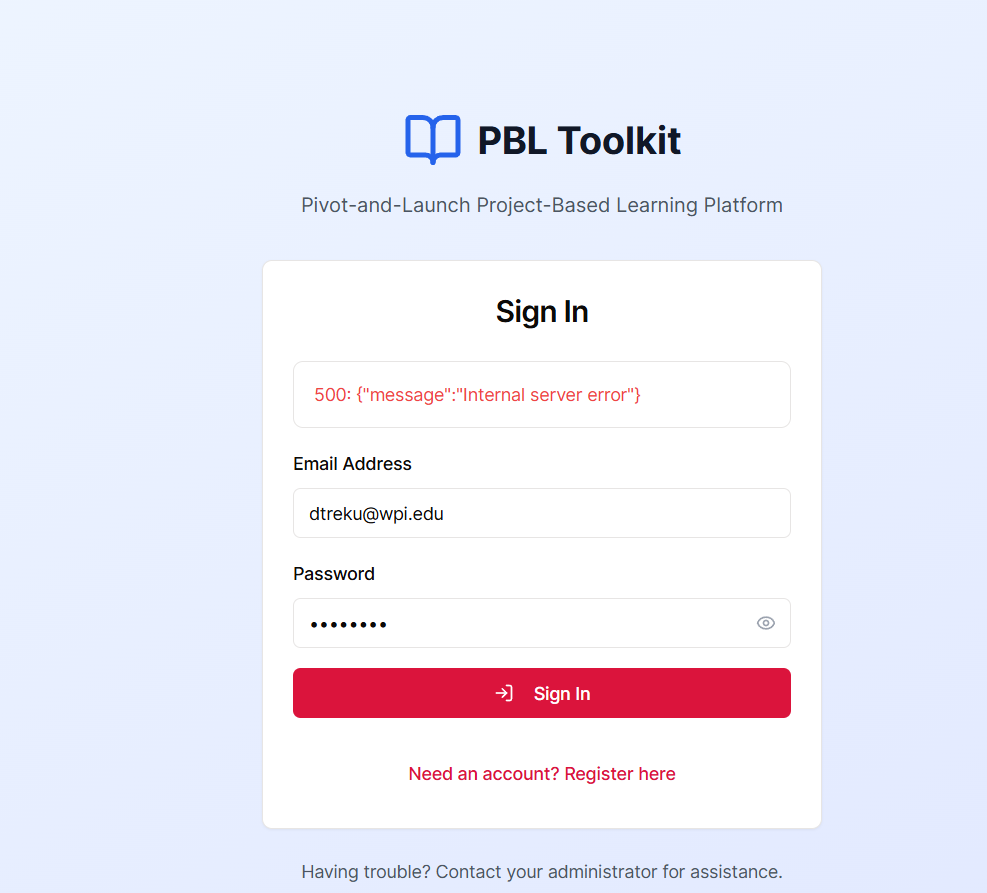 PBL Toolkit
Pivot-and-Launch Project-Based Learning Platform
Sign In
500: {"message":"Internal server error"}
Email Address
dtreku@wpi.edu
Password
••••••••
Sign In
Need an account? Register here
Having trouble? Contact your administrator for assistance.